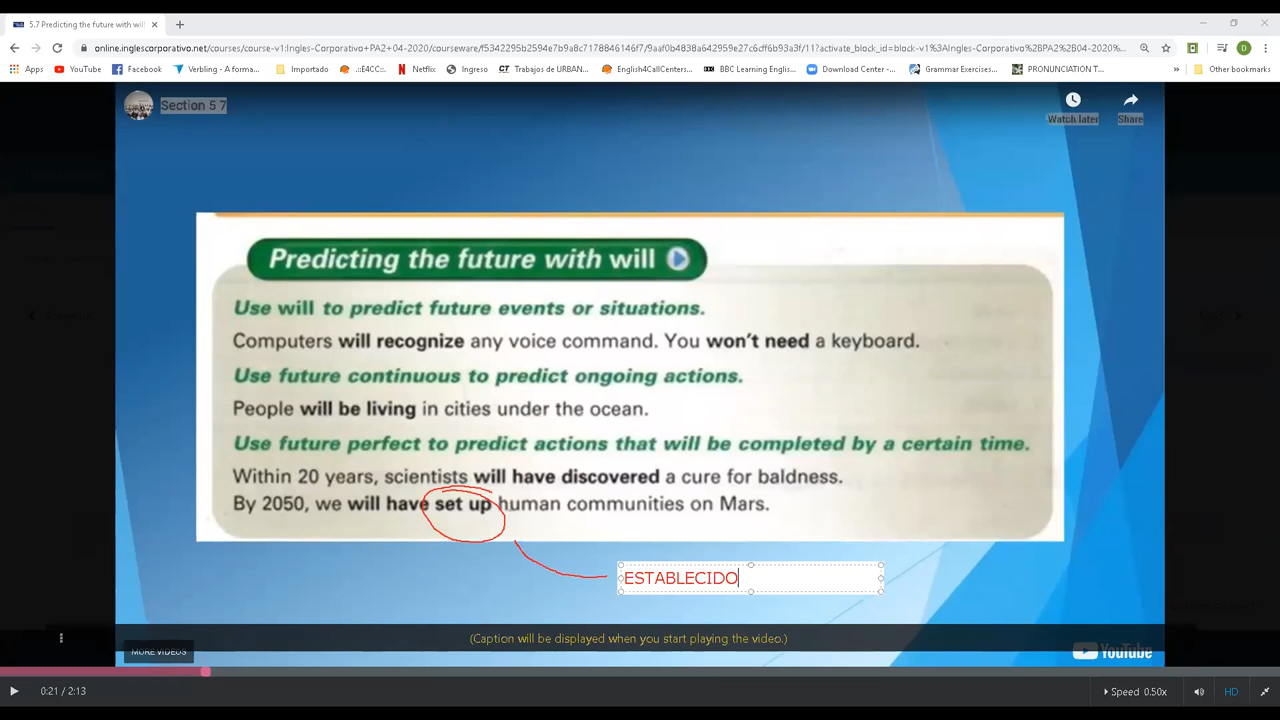 5.7 Predicting the future with will
online.inglescorporativo.net/courses/course-v1:Ingles-Corporativo+PA2+04-2020/courseware/f5342295b2594e7b9a8c7178846146f7/9aaf0b4838a642959e27c6cff6b93a3f/11?activate_block_id=block-v1%3AIngles-Corporativo%2BPA2%2B04-2020%...
D
Apps YouTube Facebook Verbling - A forma... Importado .::E4CC::. Netflix Ingreso CT Trabajos de URBAN... English4CallCenters... BBC Learning Englis... Download Center -... Grammar Exercises... PRONUNCIATION T... » Other bookmarks
Section 5 7
Watch later Share
Predicting the future with will
Use will to predict future events or situations.
Computers will recognize any voice command. You won't need a keyboard.
Use future continuous to predict ongoing actions.
People will be living in cities under the ocean.
Use future perfect to predict actions that will be completed by a certain time.
Within 20 years, scientists will have discovered a cure for baldness.
By 2050, we will have set up human communities on Mars.
ESTABLECIDO
(Caption will be displayed when you start playing the video.)
MORE VIDEOS
YouTube
0:21 / 2:13
Speed 0.50x
HD